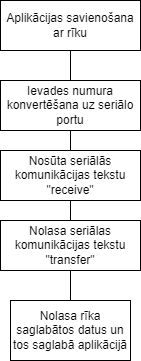 Aplikācijas savienošana
ar rīku
Ievades numura
konvertēšana uz seriālo
portu
Nosūta seriālās
komunikācijas tekstu
"receive"
Nolasa seriālas
komunikācijas tekstu
"transfer"
Nolasa rīka
saglabātos datus un
tos saglabā aplikācijā